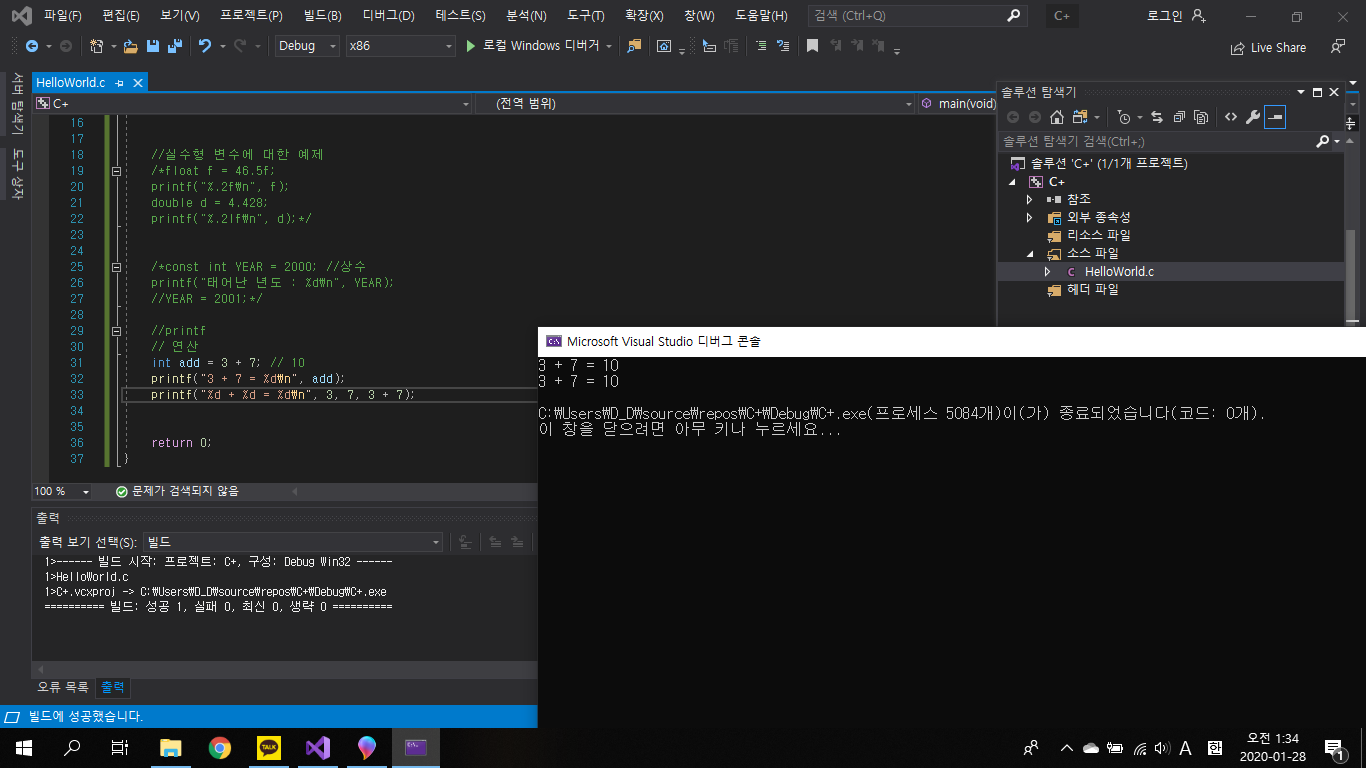 파일(F) 편집(E) 보기(V) 프로젝트(P) 빌드(B) 디버그(D) 테스트(S) 분석(N) 도구(T) 확장(X) 창(W) 도움말(H) 검색 (Ctrl+Q) C+ 로그인
Debug x86 로컬 Windows 디버거 Live Share
서버 탐색기
도구 상자
HelloWorld.c
C+ (전역 범위) main(void)
16
17
18 //실수형 변수에 대한 예제
19 /*float f = 46.5f;
20 printf("%.2f₩n", f);
21 double d = 4.428;
22 printf("%.2lf₩n", d);*/
23
24
25 /*const int YEAR = 2000; //상수
26 printf("태어난 년도 : %d₩n", YEAR);
27 //YEAR = 2001;*/
28
29 //printf
30 // 연산
31 int add = 3 + 7; // 10
32 printf("3 + 7 = %d₩n", add);
33 printf("%d + %d = %d₩n", 3, 7, 3 + 7);
34
35
36 return 0;
37 }
100 % 문제가 검색되지 않음
출력
출력 보기 선택(S): 빌드
1>------ 빌드 시작: 프로젝트: C+, 구성: Debug Win32 ------
1>HelloWorld.c
1>C+.vcxproj -> C:₩Users₩D_D₩source₩repos₩C+₩Debug₩C+.exe
========== 빌드: 성공 1, 실패 0, 최신 0, 생략 0 ==========
오류 목록 출력
빌드에 성공했습니다.
솔루션 탐색기
솔루션 탐색기 검색(Ctrl+;)
솔루션 'C+' (1/1개 프로젝트)
C+
참조
외부 종속성
리소스 파일
소스 파일
HelloWorld.c
헤더 파일
Microsoft Visual Studio 디버그 콘솔
3 + 7 = 10
3 + 7 = 10
C:₩Users₩D_D₩source₩repos₩C+₩Debug₩C+.exe(프로세스 5084개)이(가) 종료되었습니다(코드: 0개).
이 창을 닫으려면 아무 키나 누르세요...
TALK
A 한
오전 1:34
2020-01-28
1